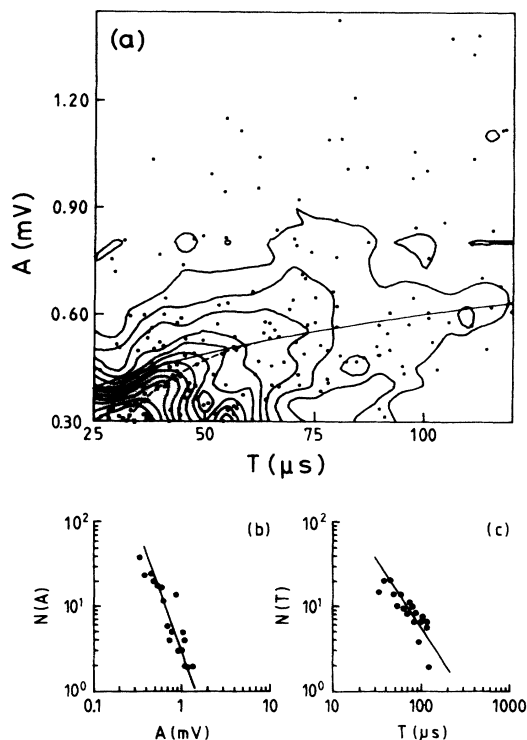 (a)
1.20
0.90
0.60
0.30
A (mV)
25 50 75 100
T (μs)
(b)
10²
10¹
10⁰
N(A)
0.1 1 10
A (mV)
(c)
10²
10¹
10⁰
N(T)
10 100 1000
T (μs)